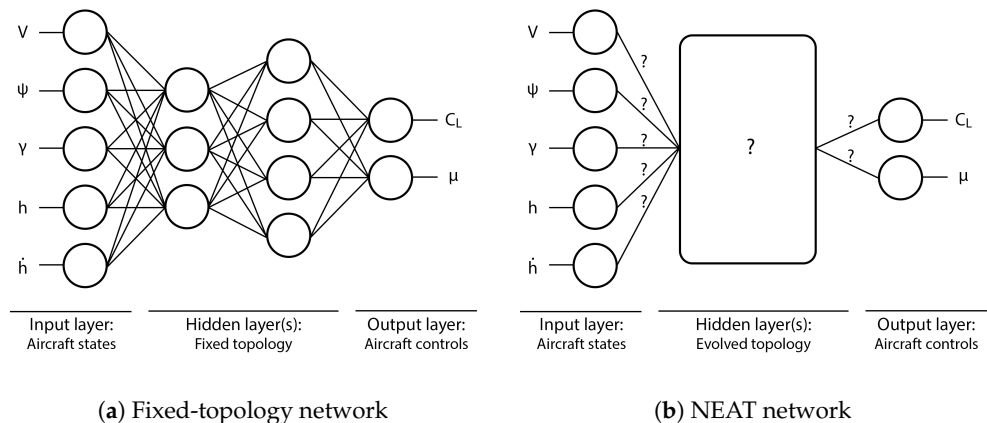 V
ψ
γ
h
ḣ
C_L
μ
Input layer:
Aircraft states
Hidden layer(s):
Fixed topology
Output layer:
Aircraft controls
(a) Fixed-topology network
V
ψ
γ
h
ḣ
?
?
?
?
?
?
?
?
C_L
μ
Input layer:
Aircraft states
Hidden layer(s):
Evolved topology
Output layer:
Aircraft controls
(b) NEAT network